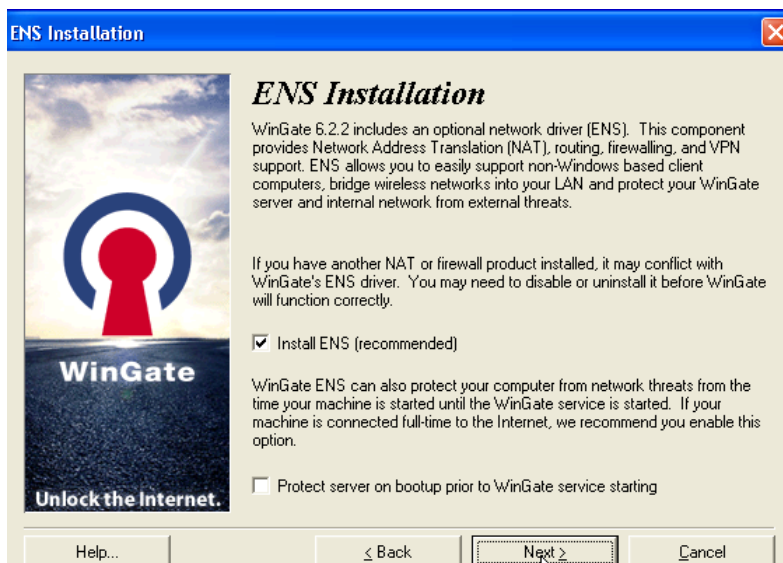 ENS Installation
ENS Installation
WinGate 6.2.2 includes an optional network driver (ENS). This component
provides Network Address Translation (NAT), routing, firewalling, and VPN
support. ENS allows you to easily support non-Windows based client
computers, bridge wireless networks into your LAN and protect your WinGate
server and internal network from external threats.
If you have another NAT or firewall product installed, it may conflict with
WinGate's ENS driver. You may need to disable or uninstall it before WinGate
will function correctly.
Install ENS (recommended)
WinGate
WinGate ENS can also protect your computer from network threats from the
time your machine is started until the WinGate service is started. If your
machine is connected full-time to the Internet, we recommend you enable this
option.
Protect server on bootup prior to WinGate service starting
Unlock the Internet.
Help...
< Back
Next >
Cancel